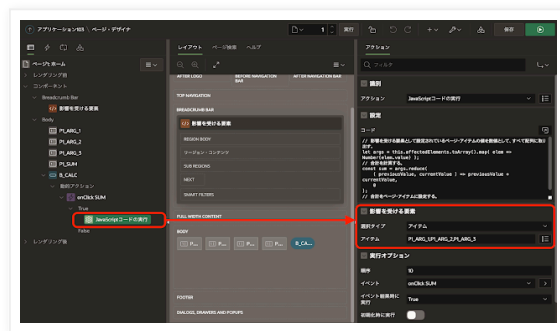 アプリケーション103 \ ページ・デザイナ
1
実行
保存
ページ1: ホーム
レンダリング前
コンポーネント
Breadcrumb Bar
影響を受ける要素
Body
P1_ARG_1
P1_ARG_2
P1_ARG_3
P1_SUM
B_CALC
動的アクション
onClick SUM
True
JavaScriptコードの実行
False
レンダリング後
レイアウト
ページ検索
ヘルプ
AFTER LOGO
BEFORE NAVIGATION BAR
AFTER NAVIGATION BAR
TOP NAVIGATION
BREADCRUMB BAR
影響を受ける要素
REGION BODY
リージョン・コンテンツ
SUB REGIONS
NEXT
SMART FILTERS
FULL WIDTH CONTENT
BODY
P...
P...
P...
P...
B_CA...
FOOTER
DIALOGS, DRAWERS AND POPUPS
アクション
フィルタ
識別
アクション
JavaScriptコードの実行
設定
コード
// 影響を受ける要素として設定されているページ・アイテムの値を数値として、すべて配列に取り出す。
let args = this.affectedElements.toArray().map( elem => Number(elem.value) );
// 合計を計算する。
const sum = args.reduce(
( previousValue, currentValue ) => previousValue + currentValue,
0
);
// 合計をページ・アイテムに設定する。
影響を受ける要素
選択タイプ
アイテム
アイテム
P1_ARG_1,P1_ARG_2,P1_ARG_3
実行オプション
順序
10
イベント
onClick SUM
イベント結果時に実行
True
初期化時に実行